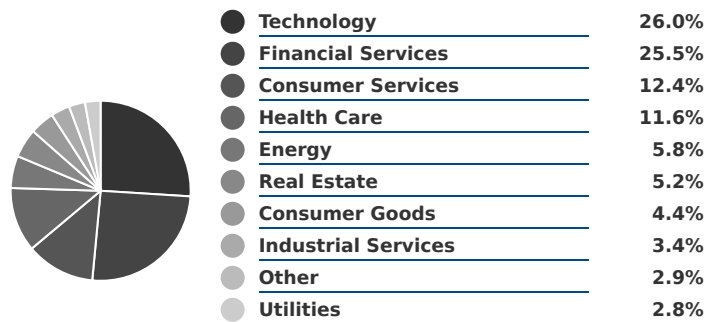 Technology 26.0%
Financial Services 25.5%
Consumer Services 12.4%
Health Care 11.6%
Energy 5.8%
Real Estate 5.2%
Consumer Goods 4.4%
Industrial Services 3.4%
Other 2.9%
Utilities 2.8%